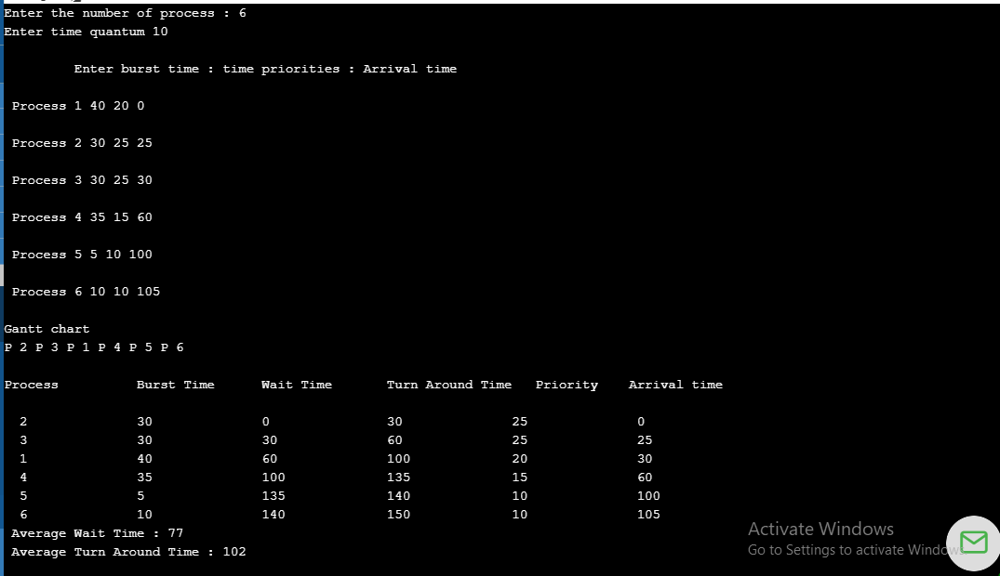 Enter the number of process : 6
Enter time quantum 10
Enter burst time : time priorities : Arrival time
Process 1 40 20 0
Process 2 30 25 25
Process 3 30 25 30
Process 4 35 15 60
Process 5 5 10 100
Process 6 10 10 105
Gantt chart
P 2 P 3 P 1 P 4 P 5 P 6
Process Burst Time Wait Time Turn Around Time Priority Arrival time
2 30 0 30 25 0
3 30 30 60 25 25
1 40 60 100 20 30
4 35 100 135 15 60
5 5 135 140 10 100
6 10 140 150 10 105
Average Wait Time : 77
Average Turn Around Time : 102
Activate Windows
Go to Settings to activate Windows.